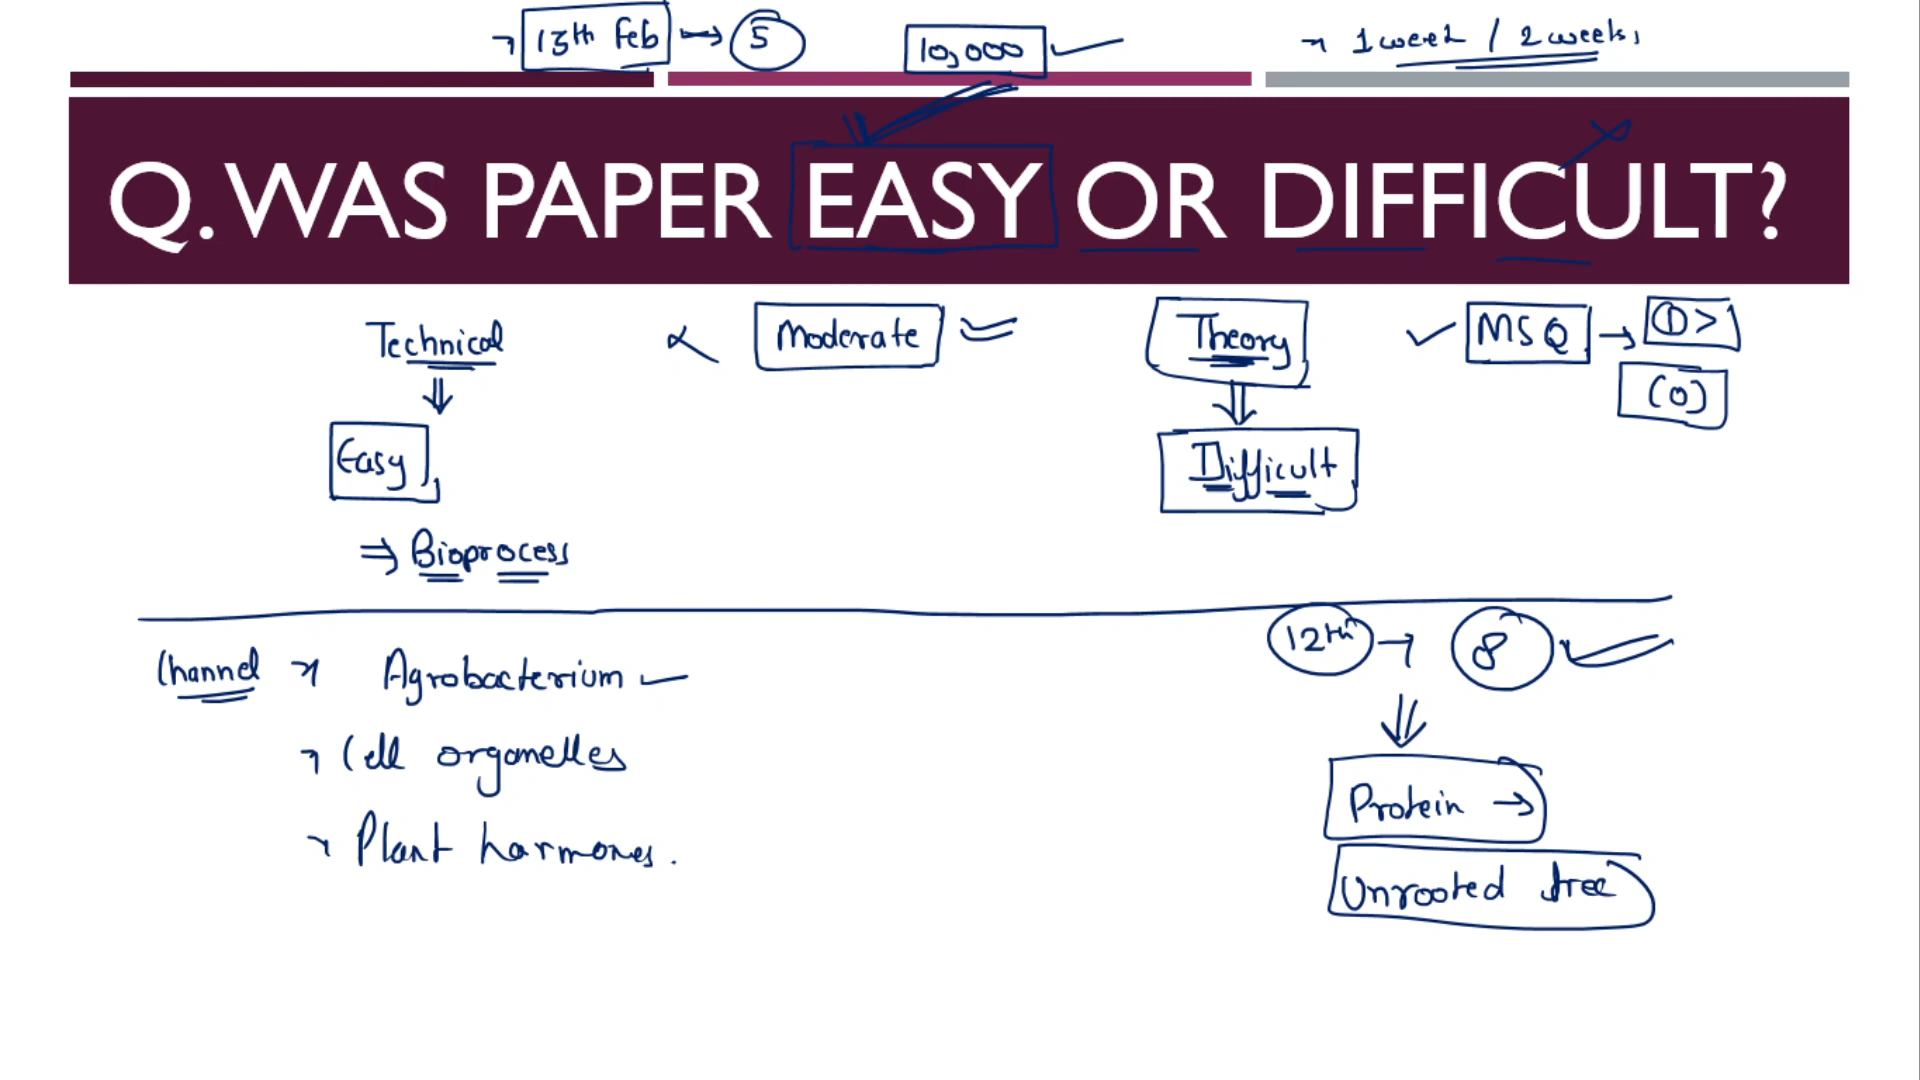 → 13th Feb → 5
10,000
→ 1 week / 2 weeks,
Q. WAS PAPER EASY OR DIFFICULT?
Technical
Moderate
Theory
MSQ → ① >
(0)
Easy
Difficult
⇒ Bioprocess
12th → 8
Channel → Agrobacterium
→ Cell organelles
→ Plant harmones.
Protein →
Unrooted tree